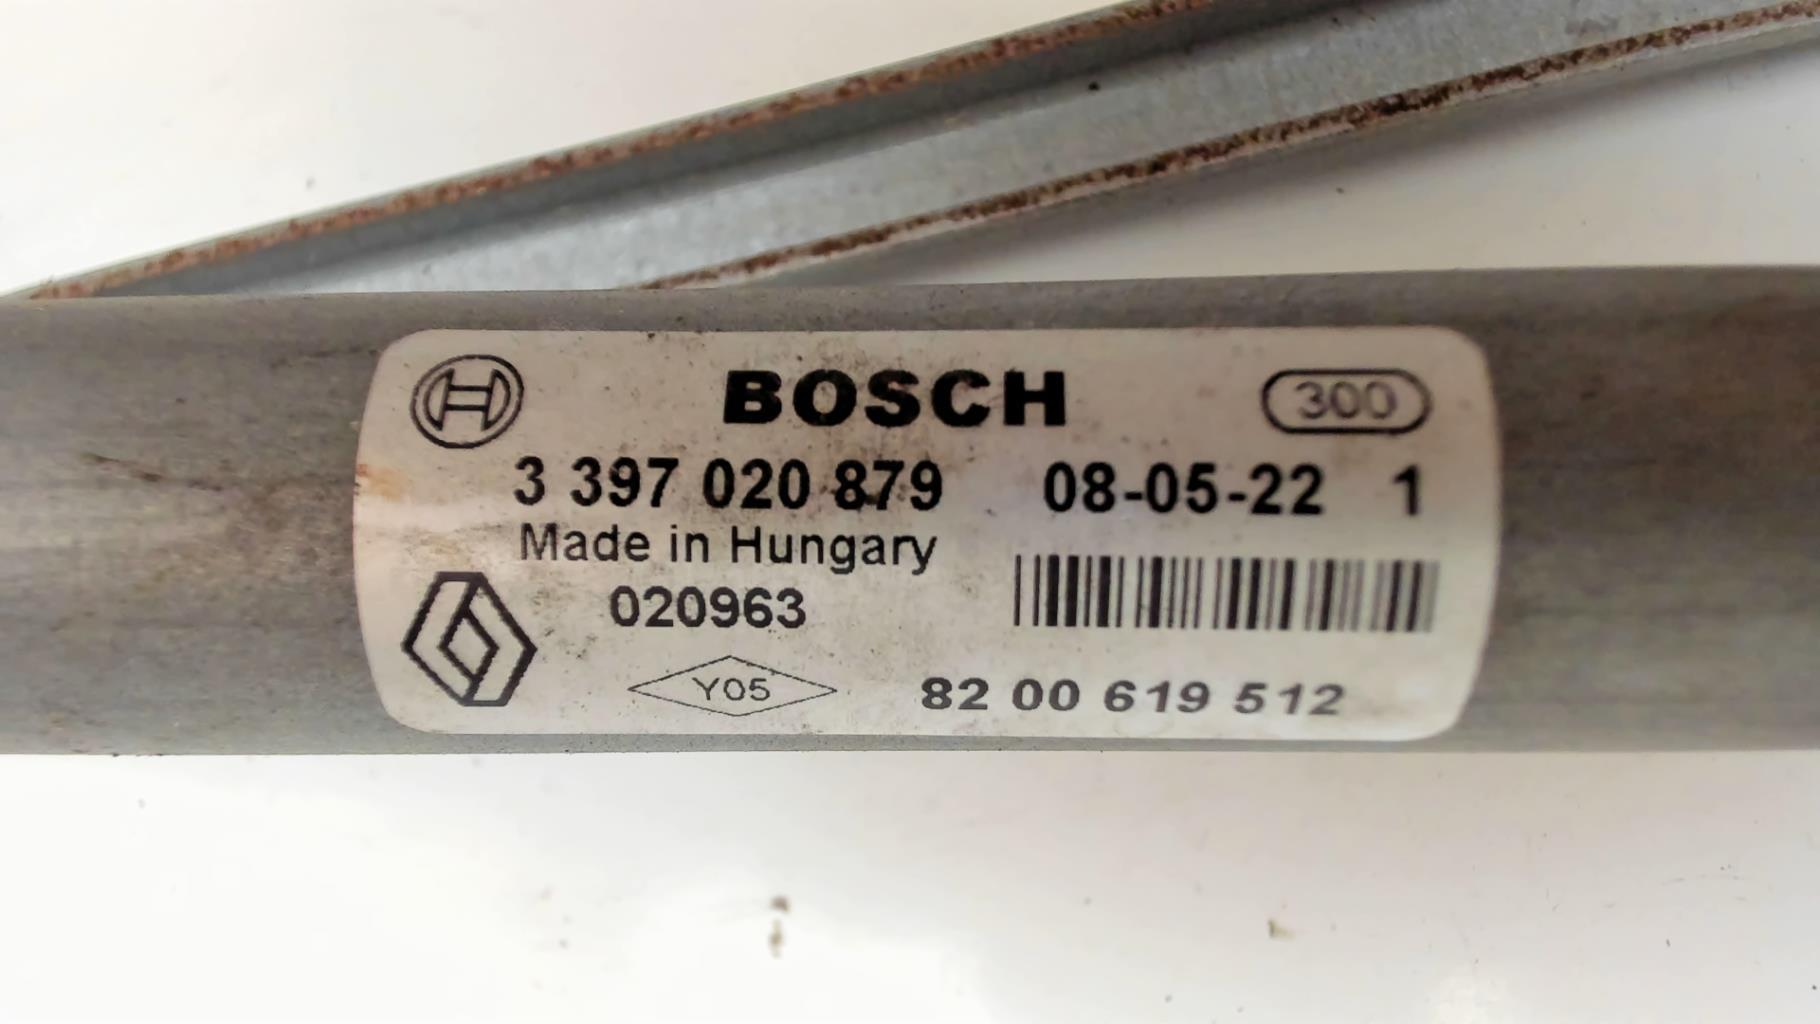 BOSCH 300
3 397 020 879 08-05-22 1
Made in Hungary
020963
Y05 82 00 619 512